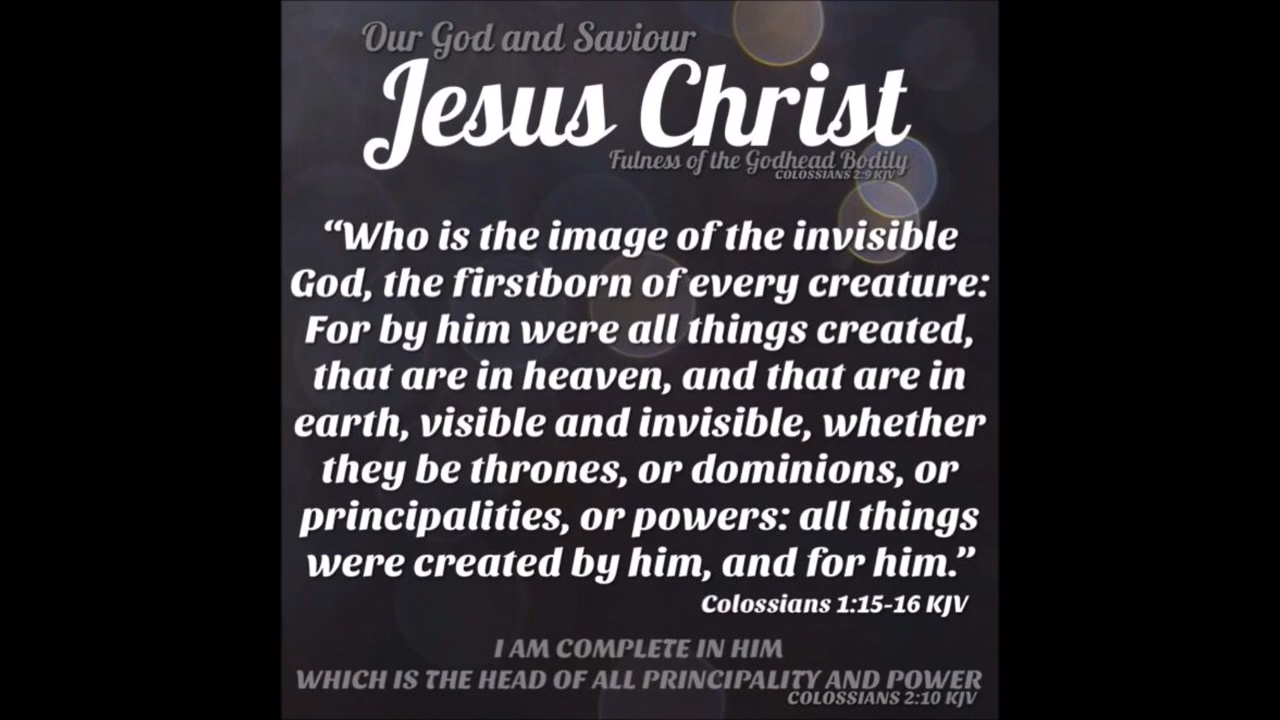 Our God and Saviour
Jesus Christ
Fulness of the Godhead Bodily
COLOSSIANS 2:9 KJV
“Who is the image of the invisible
God, the firstborn of every creature:
For by him were all things created,
that are in heaven, and that are in
earth, visible and invisible, whether
they be thrones, or dominions, or
principalities, or powers: all things
were created by him, and for him.”
Colossians 1:15-16 KJV
I AM COMPLETE IN HIM
WHICH IS THE HEAD OF ALL PRINCIPALITY AND POWER
COLOSSIANS 2:10 KJV